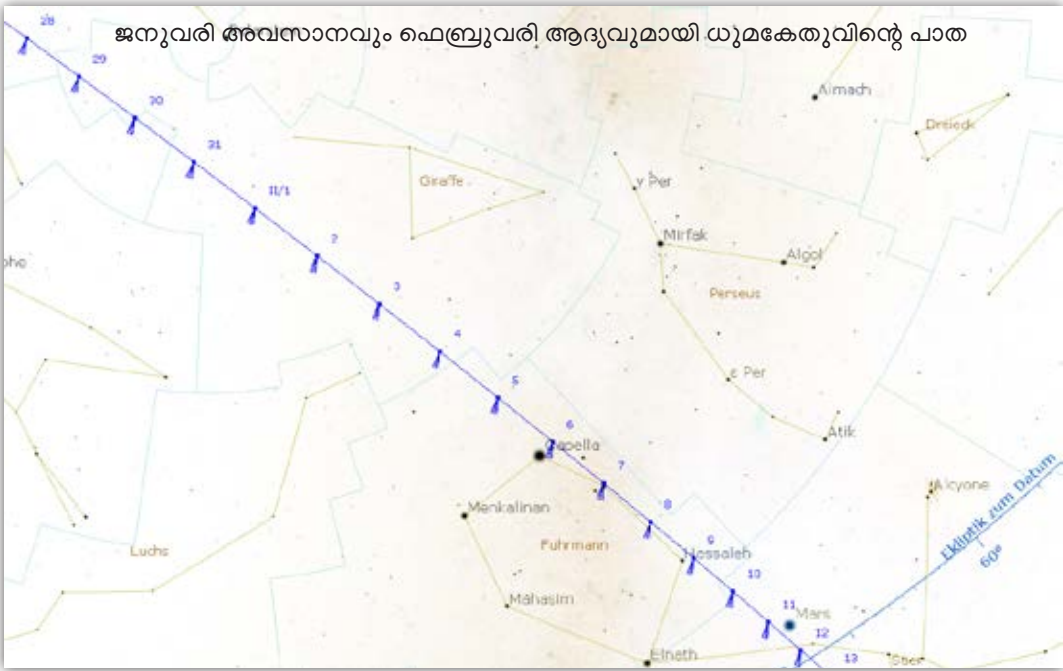 ജനുവരി അവസാനവും ഫെബ്രുവരി ആദ്യവുമായി ധൂമകേതുവിന്റെ പാത
28
29
30
31
II/1
2
3
4
5
6
7
8
9
10
11
12
13
Almach
Dreieck
Giraffe
γ Per
Mirfak
Algol
Perseus
ε Per
Atik
Capella
Alcyone
Menkalinan
Ekliptik zum Datum
60°
Fuhrmann
Hassaleh
Luchs
Mahasim
Mars
Elnath
Stier